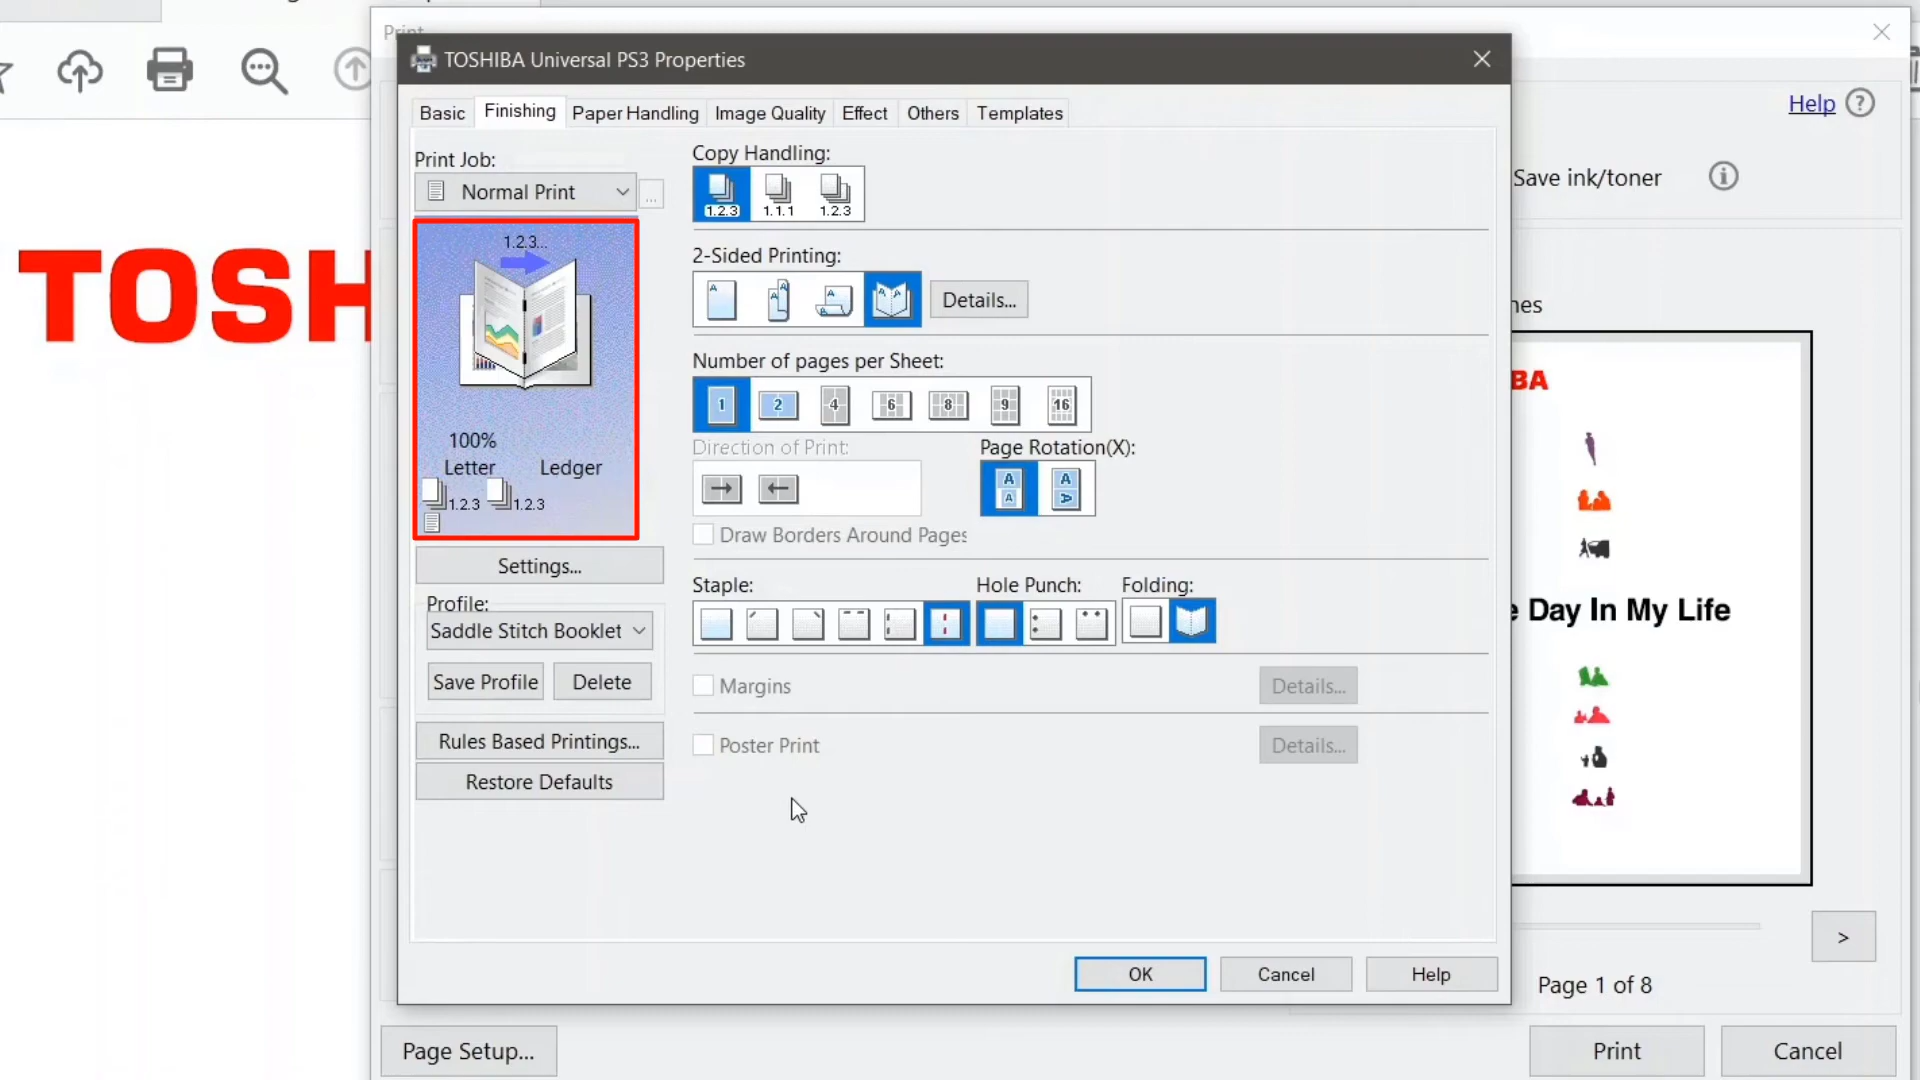 Print
TOSHIBA Universal PS3 Properties
Help
Basic
Finishing
Paper Handling
Image Quality
Effect
Others
Templates
Print Job:
Normal Print
...
1.2.3...
100%
Letter
Ledger
1.2.3
1.2.3
Settings...
Profile:
Saddle Stitch Booklet
Save Profile
Delete
Rules Based Printings...
Restore Defaults
Copy Handling:
1.2.3
1.1.1
1.2.3
2-Sided Printing:
Details...
Number of pages per Sheet:
1
2
4
6
8
9
16
Direction of Print:
Page Rotation(X):
Draw Borders Around Pages
Staple:
Hole Punch:
Folding:
Margins
Details...
Poster Print
Details...
OK
Cancel
Help
TOSH
Save ink/toner
BA
Day In My Life
>
Page 1 of 8
Page Setup...
Print
Cancel